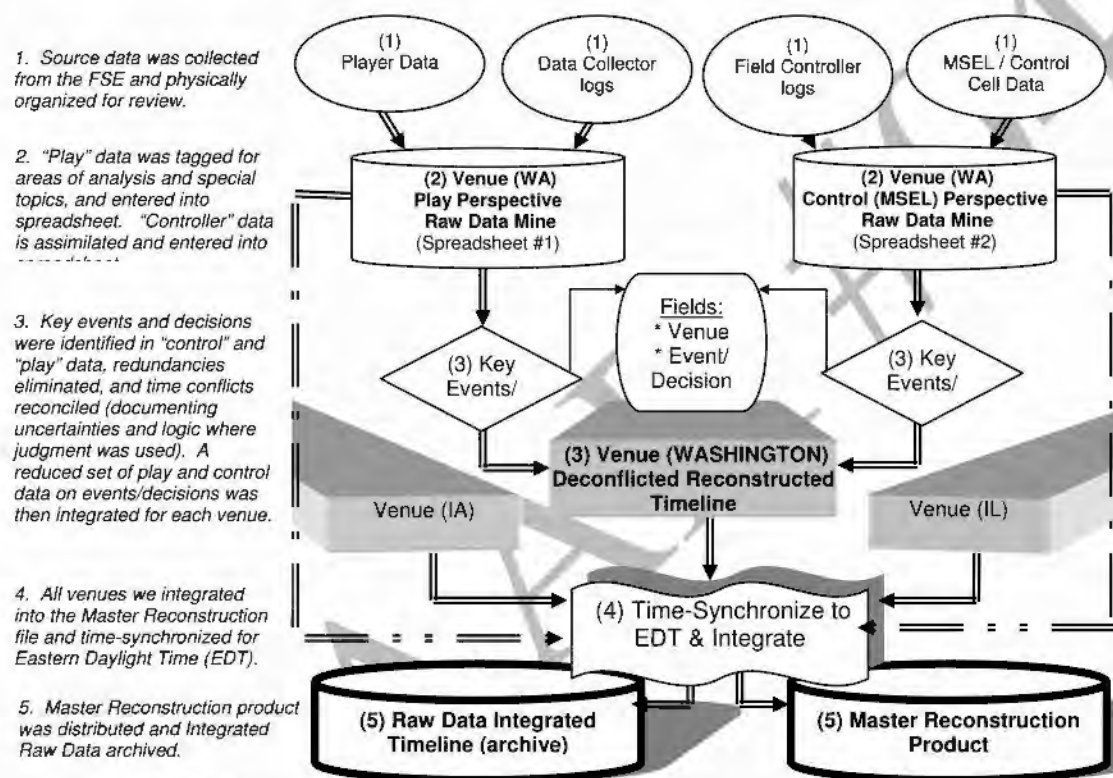 1. Source data was collected
from the FSE and physically
organized for review.
2. “Play” data was tagged for
areas of analysis and special
topics, and entered into
spreadsheet. “Controller” data
is assimilated and entered into
3. Key events and decisions
were identified in “control” and
“play” data, redundancies
eliminated, and time conflicts
reconciled (documenting
uncertainties and logic where
judgment was used). A
reduced set of play and control
data on events/decisions was
then integrated for each venue.
4. All venues we integrated
into the Master Reconstruction
file and time-synchronized for
Eastern Daylight Time (EDT).
5. Master Reconstruction product
was distributed and Integrated
Raw Data archived.
(1)
Player Data
(1)
Data Collector
logs
(1)
Field Controller
logs
(1)
MSEL / Control
Cell Data
(2) Venue (WA)
Play Perspective
Raw Data Mine
(Spreadsheet #1)
(2) Venue (WA)
Control (MSEL) Perspective
Raw Data Mine
(Spreadsheet #2)
Fields:
* Venue
* Event/
Decision
(3) Key
Events/
(3) Key
Events/
(3) Venue (WASHINGTON)
Deconflicted Reconstructed
Timeline
Venue (IA)
Venue (IL)
(4) Time-Synchronize to
EDT & Integrate
(5) Raw Data Integrated
Timeline (archive)
(5) Master Reconstruction
Product